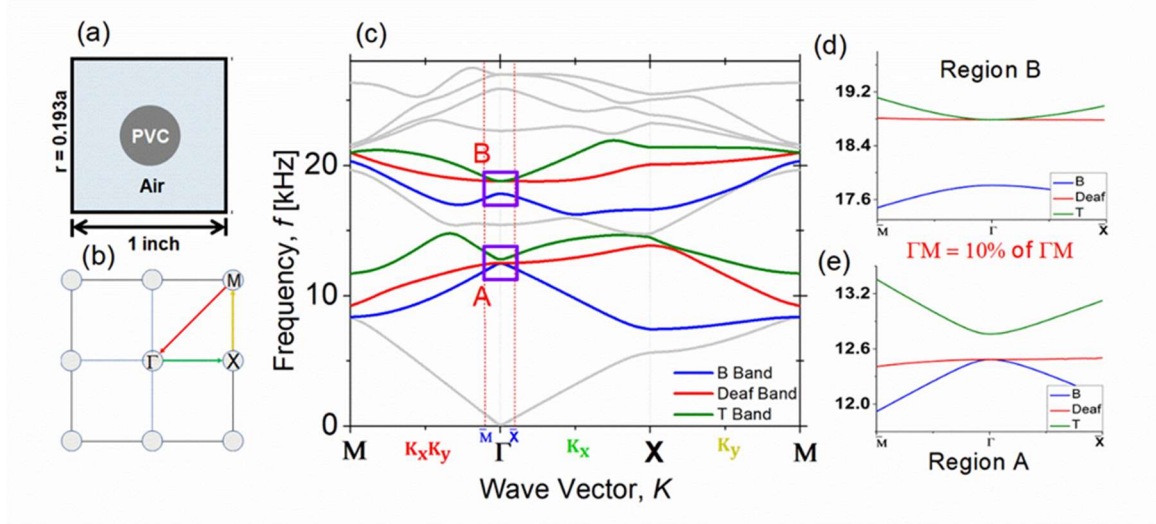 (a)
r = 0.193a
PVC
Air
1 inch
(b)
M
Γ
X
(c)
Frequency, f [kHz]
20
10
0
B
A
B Band
Deaf Band
T Band
M
KxKy
M̄
Γ
X̄
Kx
X
Ky
M
Wave Vector, K
(d)
Region B
19.2
18.4
17.6
B
Deaf
T
M̄
Γ
X̄
ΓM = 10% of ΓM
(e)
13.2
12.6
12.0
B
Deaf
T
M̄
Γ
X̄
Region A